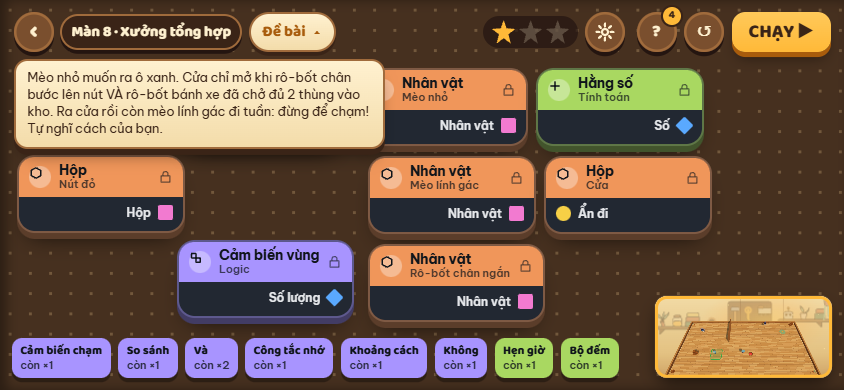 Màn 8 · Xưởng tổng hợp
Đề bài
4
?
CHẠY
Mèo nhỏ muốn ra ô xanh. Cửa chỉ mở khi rô-bốt chân
bước lên nút VÀ rô-bốt bánh xe đã chở đủ 2 thùng vào
kho. Ra cửa rồi còn mèo lính gác đi tuần: đừng để chạm!
Tự nghĩ cách của bạn.
Nhân vật
Mèo nhỏ
Nhân vật
Hằng số
Tính toán
Số
Hộp
Nút đỏ
Hộp
Nhân vật
Mèo lính gác
Nhân vật
Hộp
Cửa
Ẩn đi
Cảm biến vùng
Logic
Số lượng
Nhân vật
Rô-bốt chân ngắn
Nhân vật
Cảm biến chạm
còn ×1
So sánh
còn ×1
Và
còn ×2
Công tắc nhớ
còn ×1
Khoảng cách
còn ×1
Không
còn ×1
Hẹn giờ
còn ×1
Bộ đếm
còn ×1